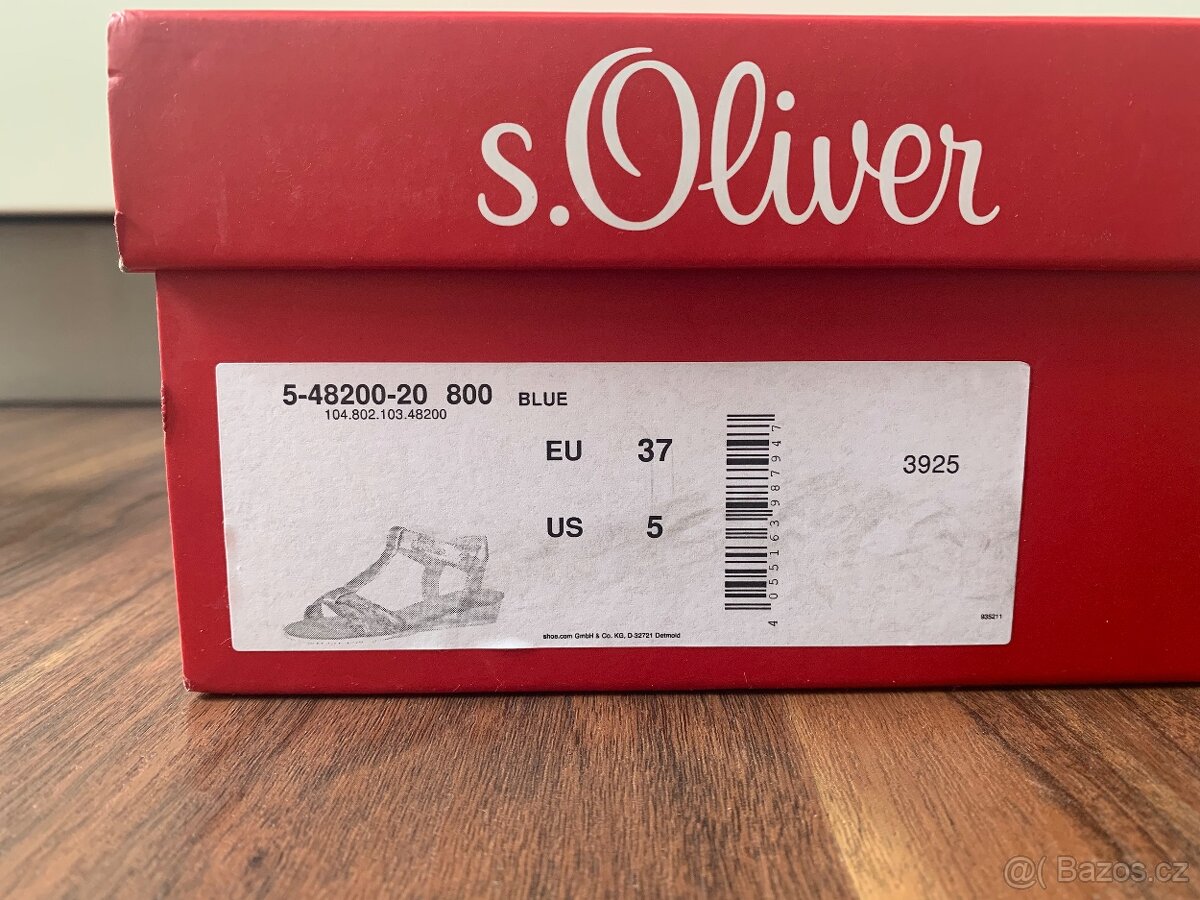 s.Oliver
5-48200-20 800 BLUE
104.802.103.48200
EU 37
US 5
3925
4 055163 987947
935211
shoe.com GmbH & Co. KG, D-32721 Detmold
@( Bazos.cz